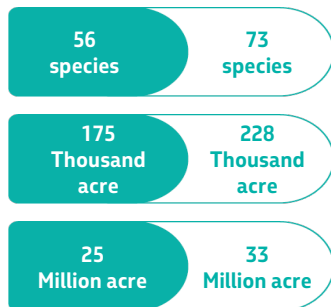 56
species
73
species
175
Thousand
acre
228
Thousand
acre
25
Million acre
33
Million acre